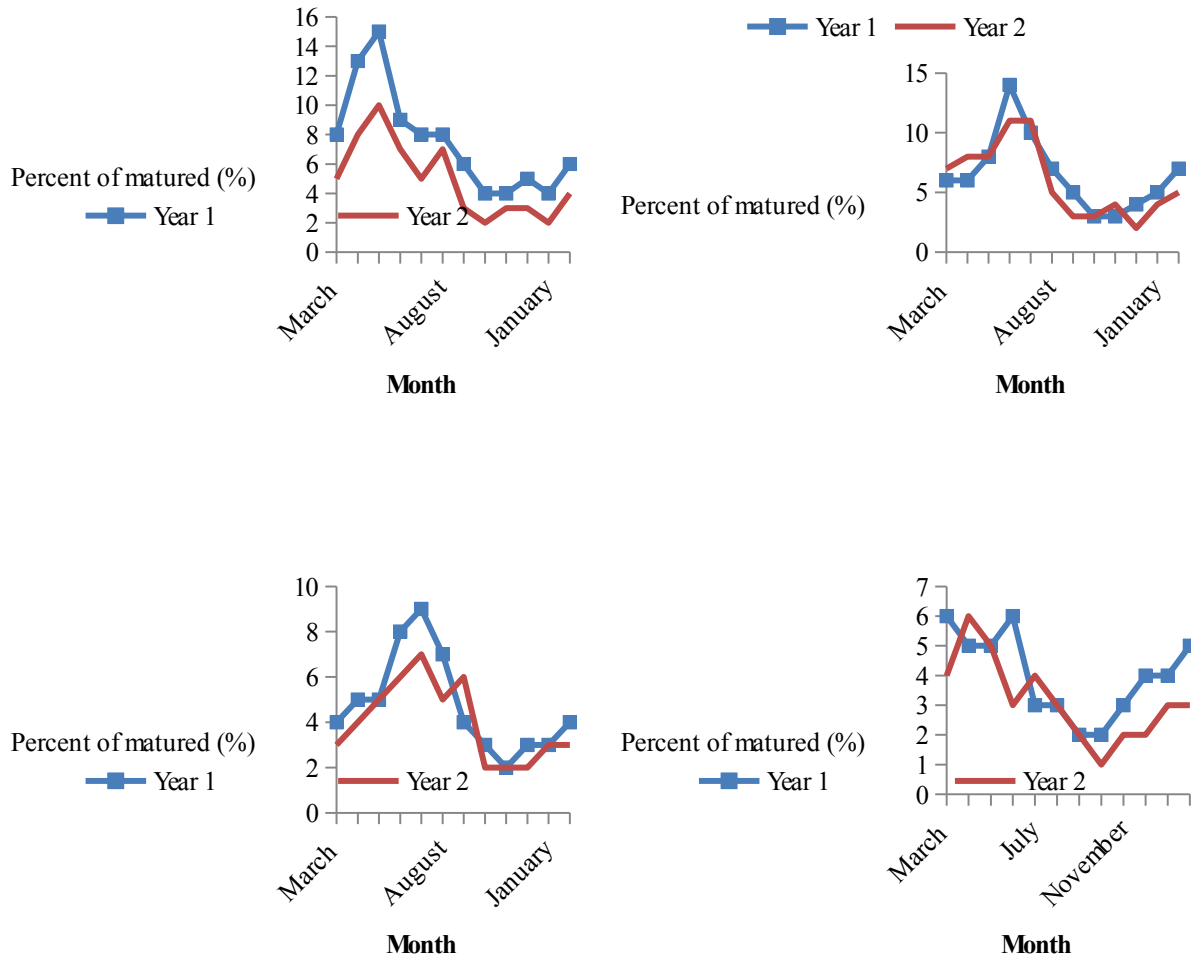 16
14
12
10
8
6
4
2
0
Percent of matured (%)
Year 1
Year 2
March
August
January
Month
Year 1
Year 2
15
10
5
0
Percent of matured (%)
March
August
January
Month
10
8
6
4
2
0
Percent of matured (%)
Year 1
Year 2
March
August
January
Month
7
6
5
4
3
2
1
0
Percent of matured (%)
Year 1
Year 2
March
July
November
Month